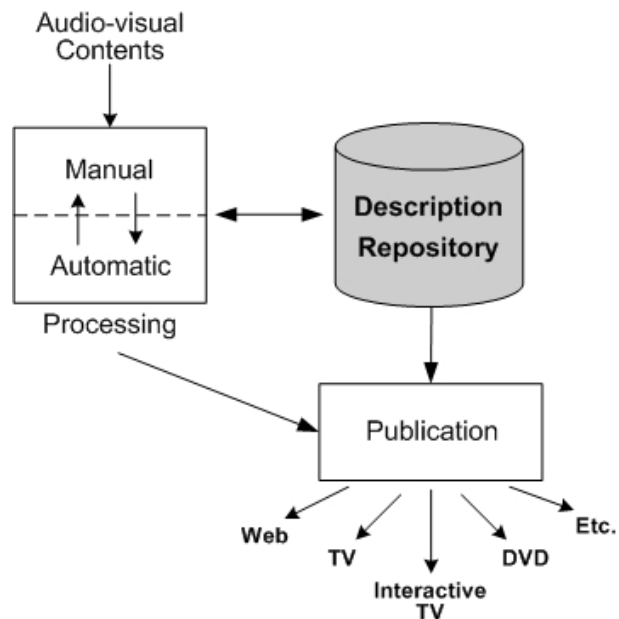 Audio-visual
Contents
Manual
Automatic
Processing
Description
Repository
Publication
Web
TV
Interactive
TV
DVD
Etc.